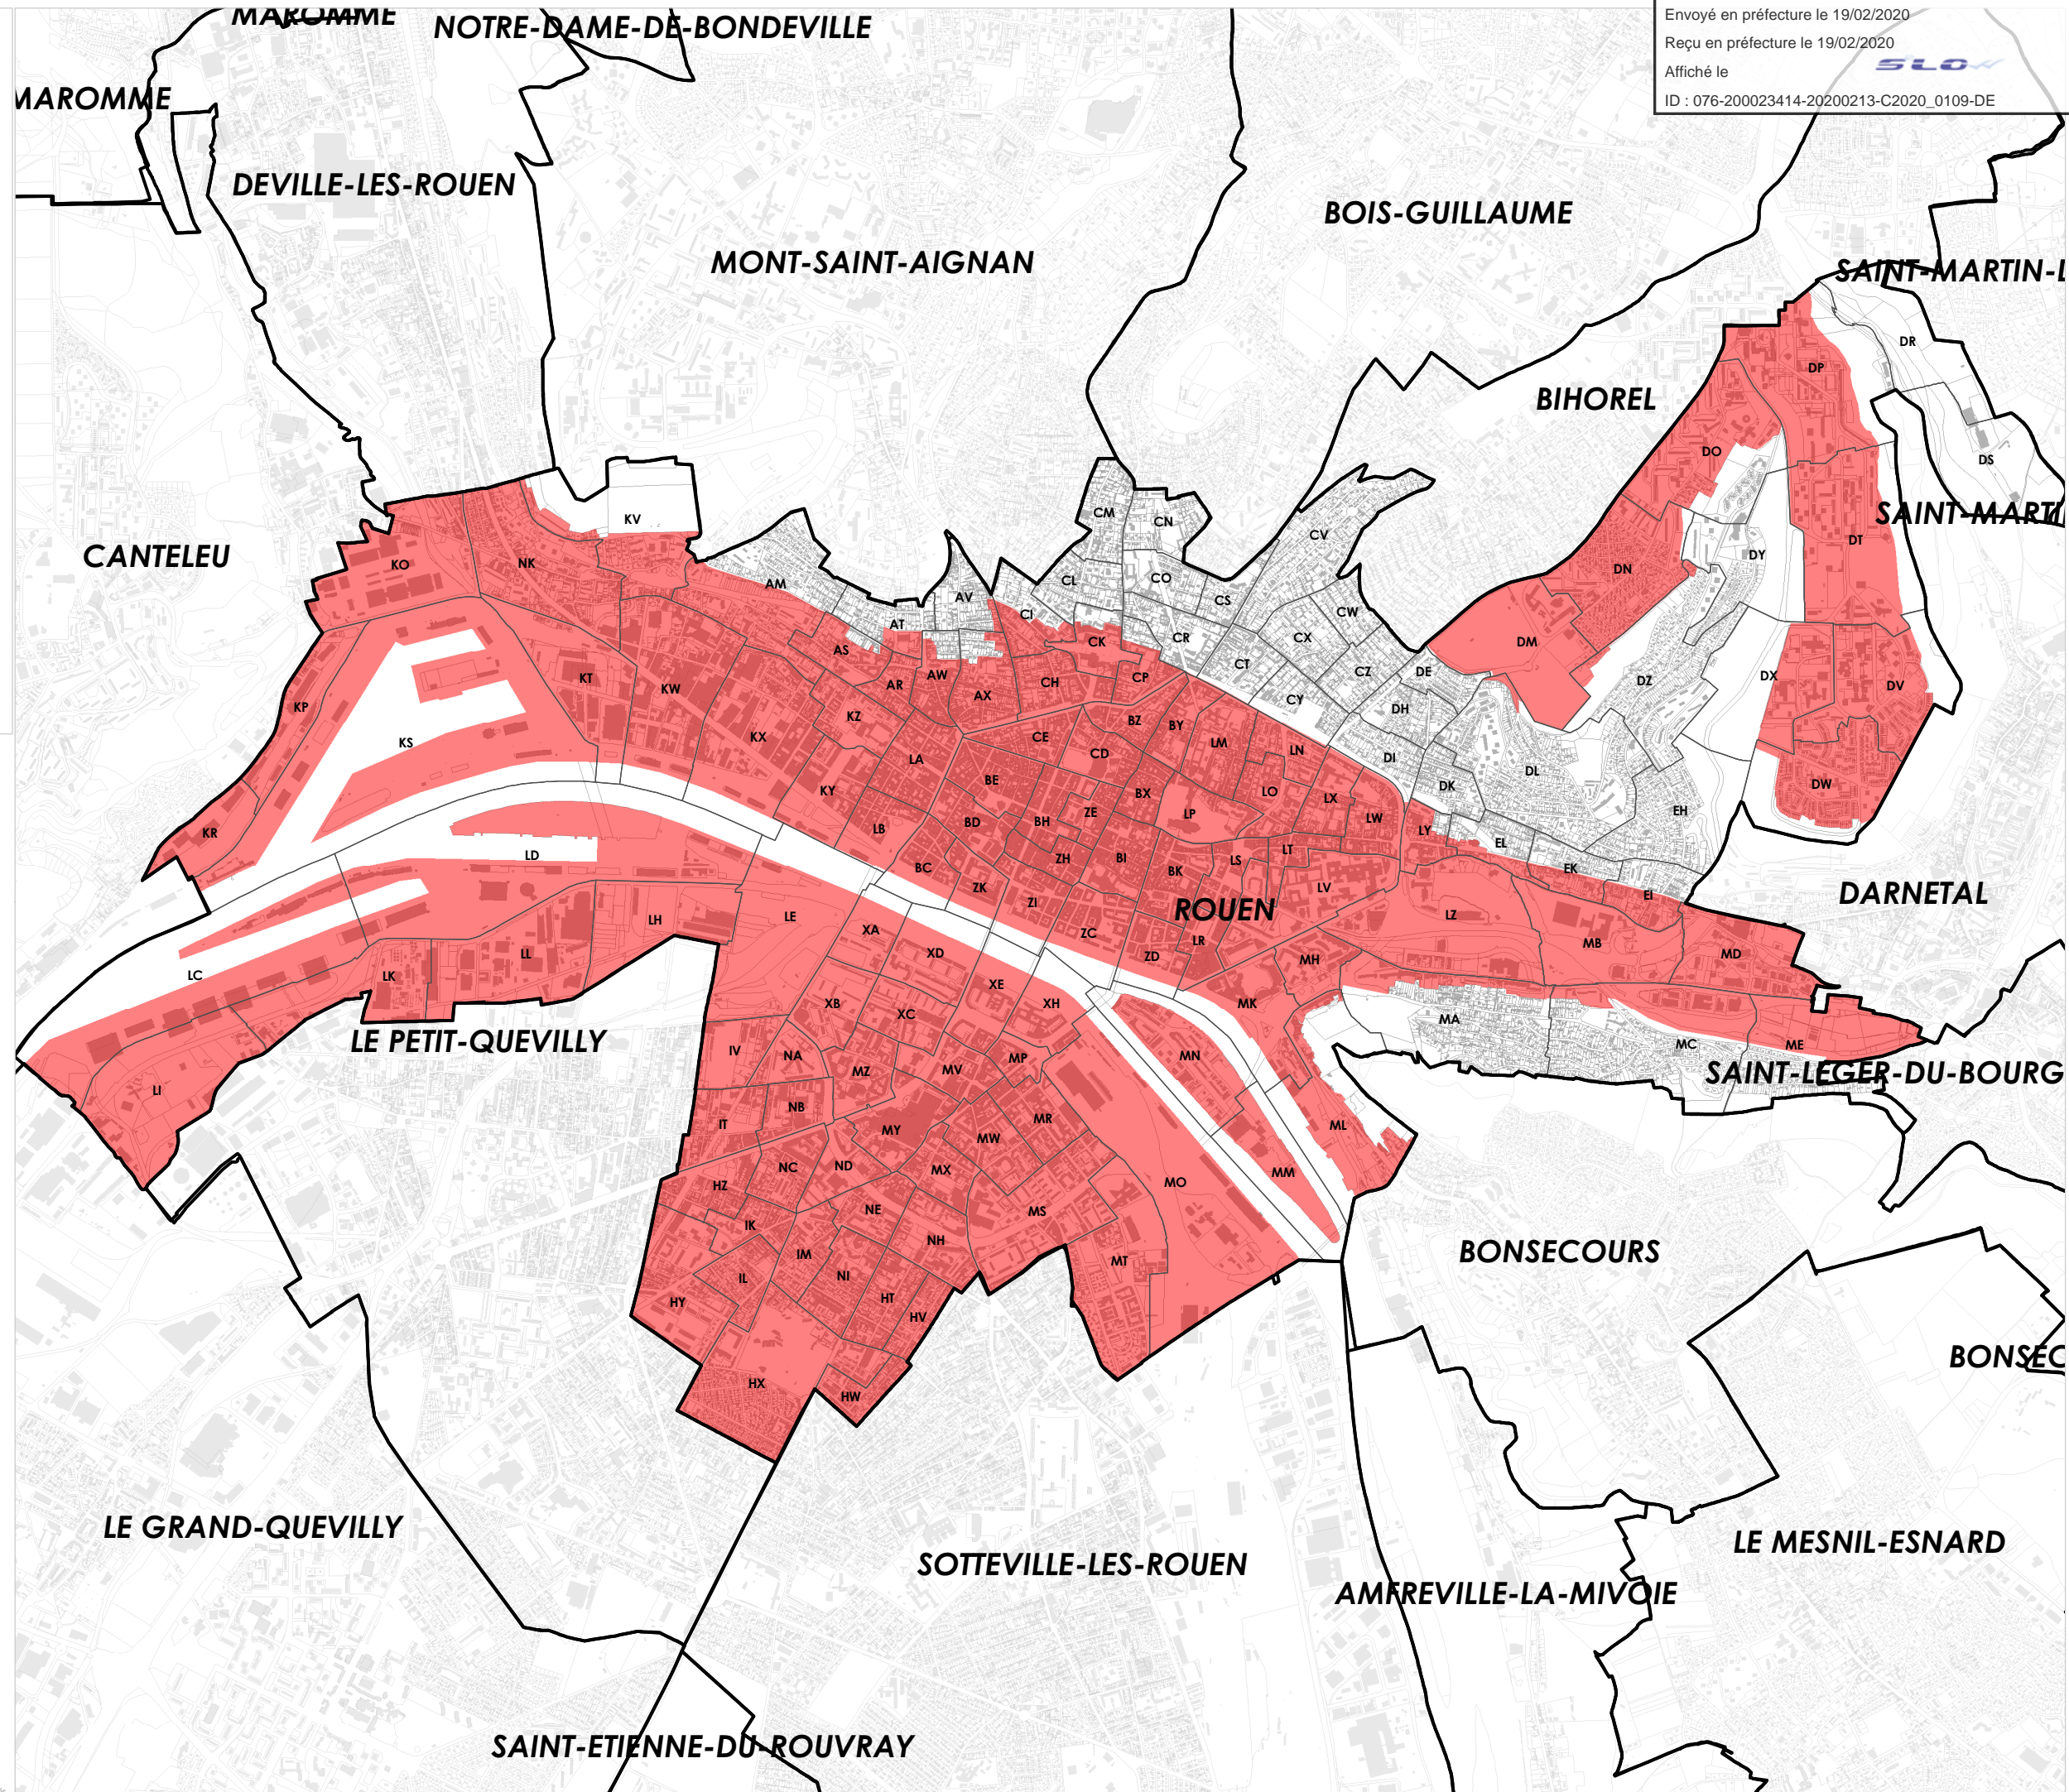 Envoyé en préfecture le 19/02/2020
Reçu en préfecture le 19/02/2020
Affiché le
SLO
ID : 076-200023414-20200213-C2020_0109-DE
MAROMME
NOTRE-DAME-DE-BONDEVILLE
MAROMME
DEVILLE-LES-ROUEN
BOIS-GUILLAUME
MONT-SAINT-AIGNAN
SAINT-MARTIN-L
DR
DP
BIHOREL
DO
DS
CM
CN
SAINT-MARTI
KV
CV
DT
CANTELEU
KO
NK
DY
DN
AM
CL
CO
CS
AV
CW
AT
CI
CX
CR
CK
DM
AS
CT
CZ
DE
AR
AW
AX
CH
CP
DZ
DX
DV
KP
KT
KW
KZ
CY
DH
BZ
BY
KS
KX
CE
CD
LM
LN
LA
DI
DL
BE
DK
DW
KY
BX
LO
LX
KR
LB
BD
BH
ZE
LP
LW
LY
EH
EL
LD
ZH
BI
LS
LT
BC
BK
EK
ZK
LV
EI
DARNETAL
ZI
ROUEN
LZ
LH
LE
XA
ZC
LR
MB
XD
ZD
MH
MD
LL
LC
LK
XE
XB
XH
MK
XC
MA
LE PETIT-QUEVILLY
IV
NA
MZ
MV
MP
MN
MC
ME
SAINT-LEGER-DU-BOURG
LI
NB
IT
MY
MW
MR
ML
NC
ND
MX
MM
HZ
MO
NE
MS
IK
IM
NH
MT
BONSECOURS
IL
NI
HY
HT
HV
BONSEC
HX
HW
LE GRAND-QUEVILLY
SOTTEVILLE-LES-ROUEN
LE MESNIL-ESNARD
AMFREVILLE-LA-MIVOIE
SAINT-ETIENNE-DU-ROUVRAY